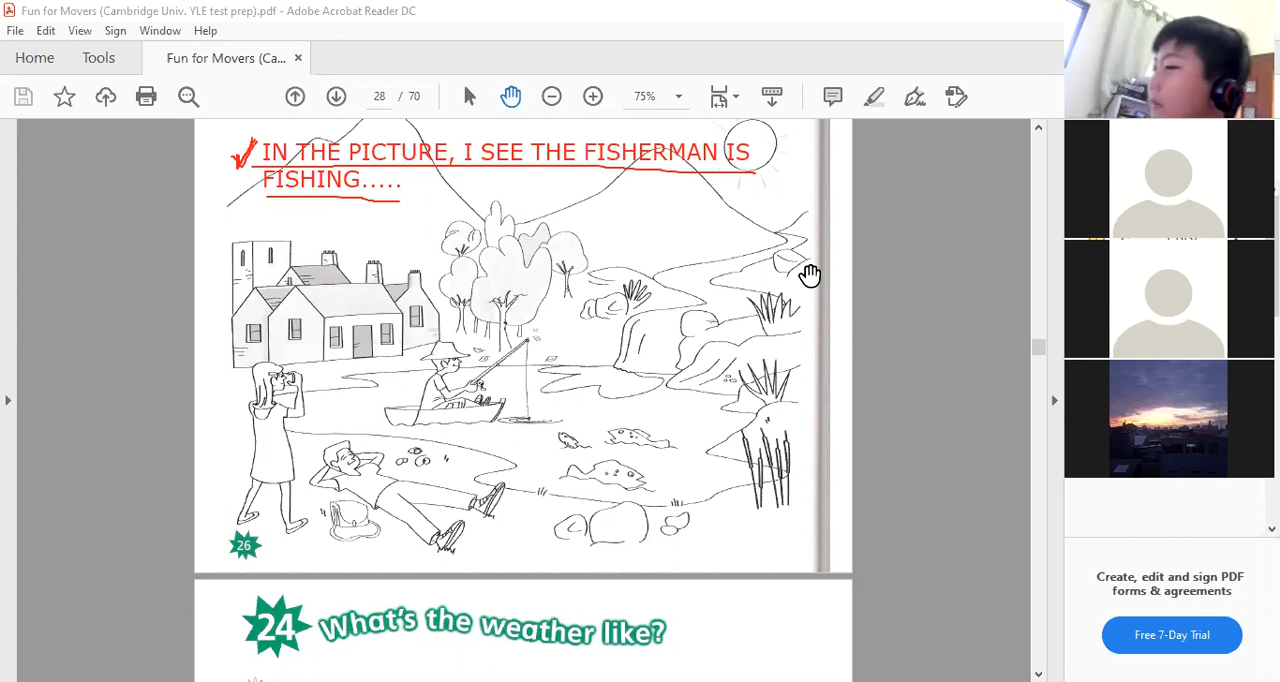 Fun for Movers (Cambridge Univ. YLE test prep).pdf - Adobe Acrobat Reader DC
File Edit View Sign Window Help
Home Tools Fun for Movers (Ca... ×
28 / 70 75%
✓ IN THE PICTURE, I SEE THE FISHERMAN IS
FISHING.....
26
24 What's the weather like?
Create, edit and sign PDF
forms & agreements
Free 7-Day Trial